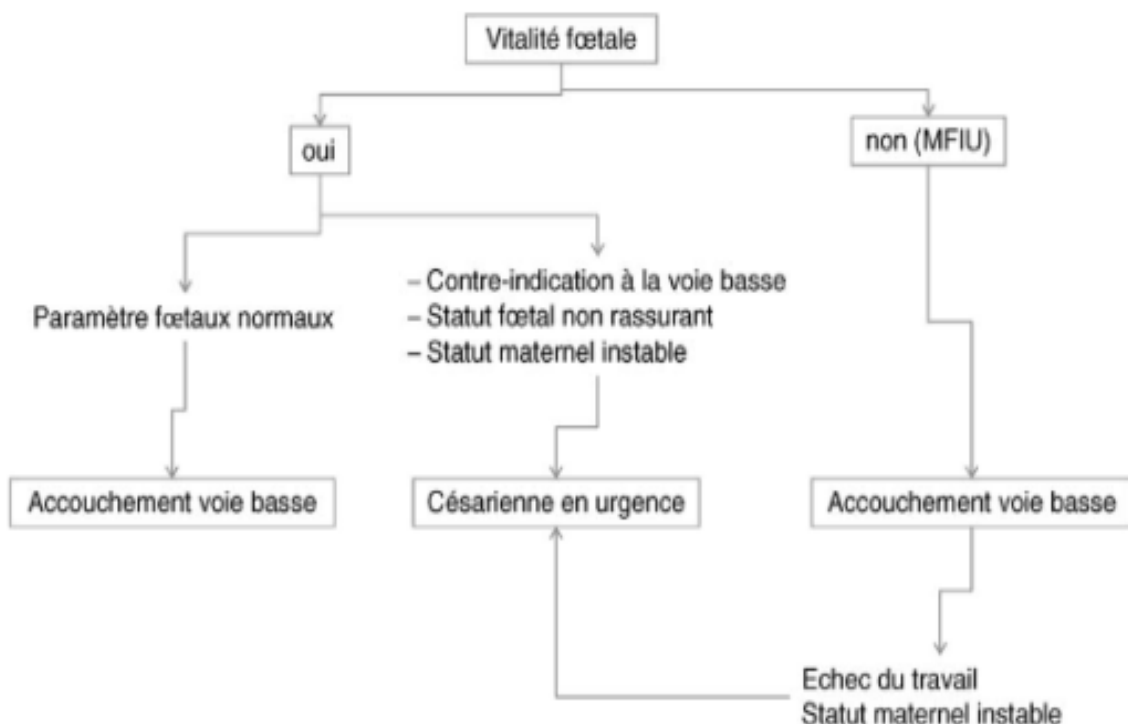 Vitalité fœtale
oui
non (MFIU)
Paramètre fœtaux normaux
– Contre-indication à la voie basse
– Statut fœtal non rassurant
– Statut maternel instable
Accouchement voie basse
Césarienne en urgence
Accouchement voie basse
Echec du travail
Statut maternel instable